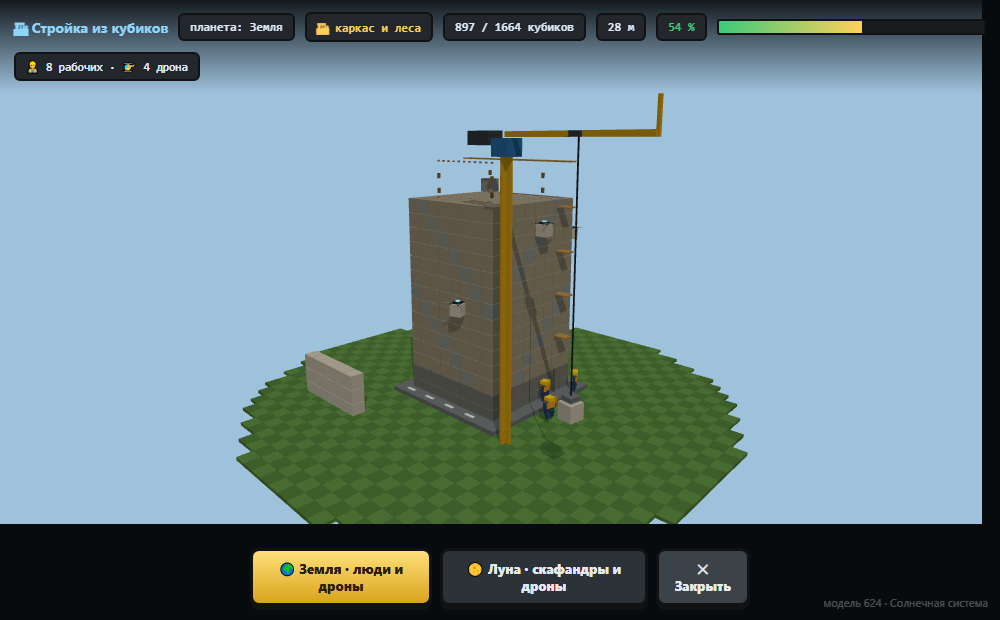 Стройка из кубиков
планета: Земля
каркас и леса
897 / 1664 кубиков
28 м
54 %
8 рабочих · 4 дрона
Земля · люди и
дроны
Луна · скафандры и
дроны
✕
Закрыть
модель 624 · Солнечная система